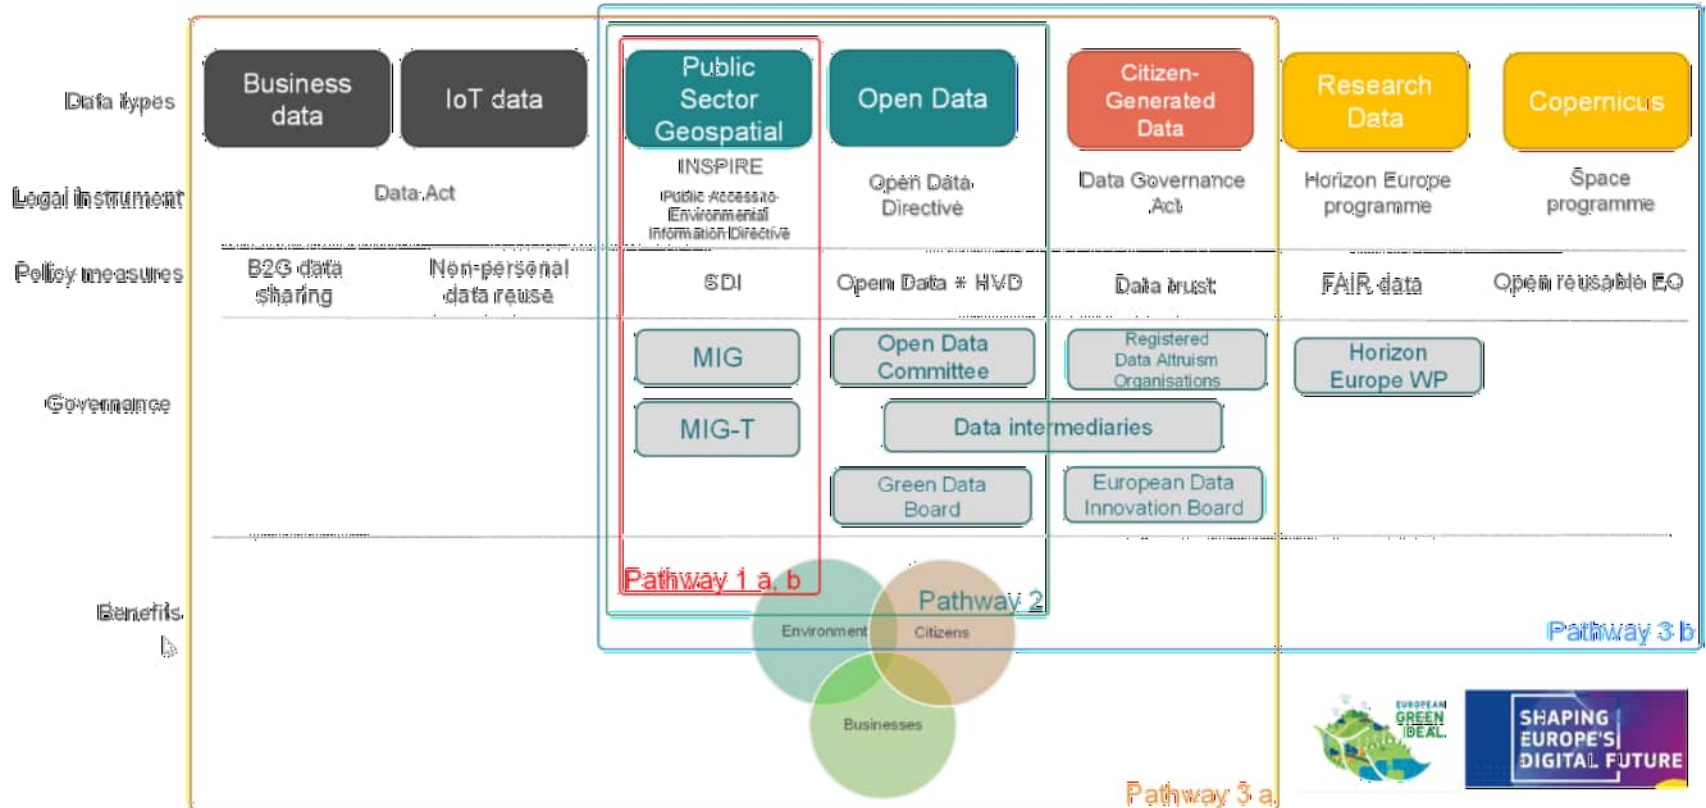 Data types
Business
data
IoT data
Public
Sector
Geospatial
Open Data
Citizen-
Generated
Data
Research
Data
Copernicus
Legal instrument
Data Act
INSPIRE
Public Access to
Environmental
Information Directive
Open Data
Directive
Data Governance
Act
Horizon Europe
programme
Space
programme
Policy measures
B2G data
sharing
Non-personal
data reuse
SDI
Open Data + HVD
Data trust
FAIR data
Open reusable EO
Governance
MIG
Open Data
Committee
Registered
Data Altruism
Organisations
Horizon
Europe WP
MIG-T
Data intermediaries
Green Data
Board
European Data
Innovation Board
Benefits
Pathway 1 a, b
Pathway 2
Environment
Citizens
Businesses
Pathway 3 b
Pathway 3 a
EUROPEAN
GREEN
DEAL
SHAPING
EUROPE'S
DIGITAL FUTURE